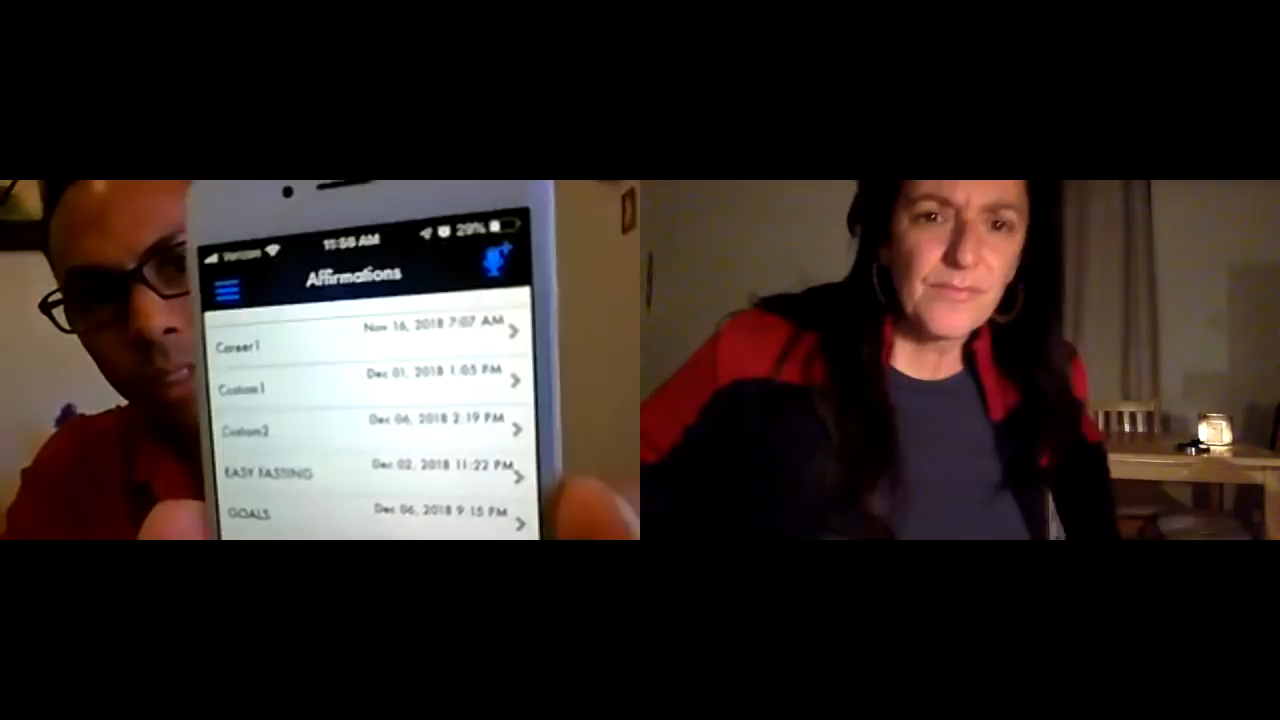 Verizon 11:56 AM 29%
Affirmations
Nov 16, 2018 7:07 AM
Career1
Dec 01, 2018 1:05 PM
Custom1
Dec 06, 2018 2:19 PM
Custom2
Dec 02, 2018 11:22 PM
EASY FASTING
Dec 06, 2018 9:15 PM
GOALS